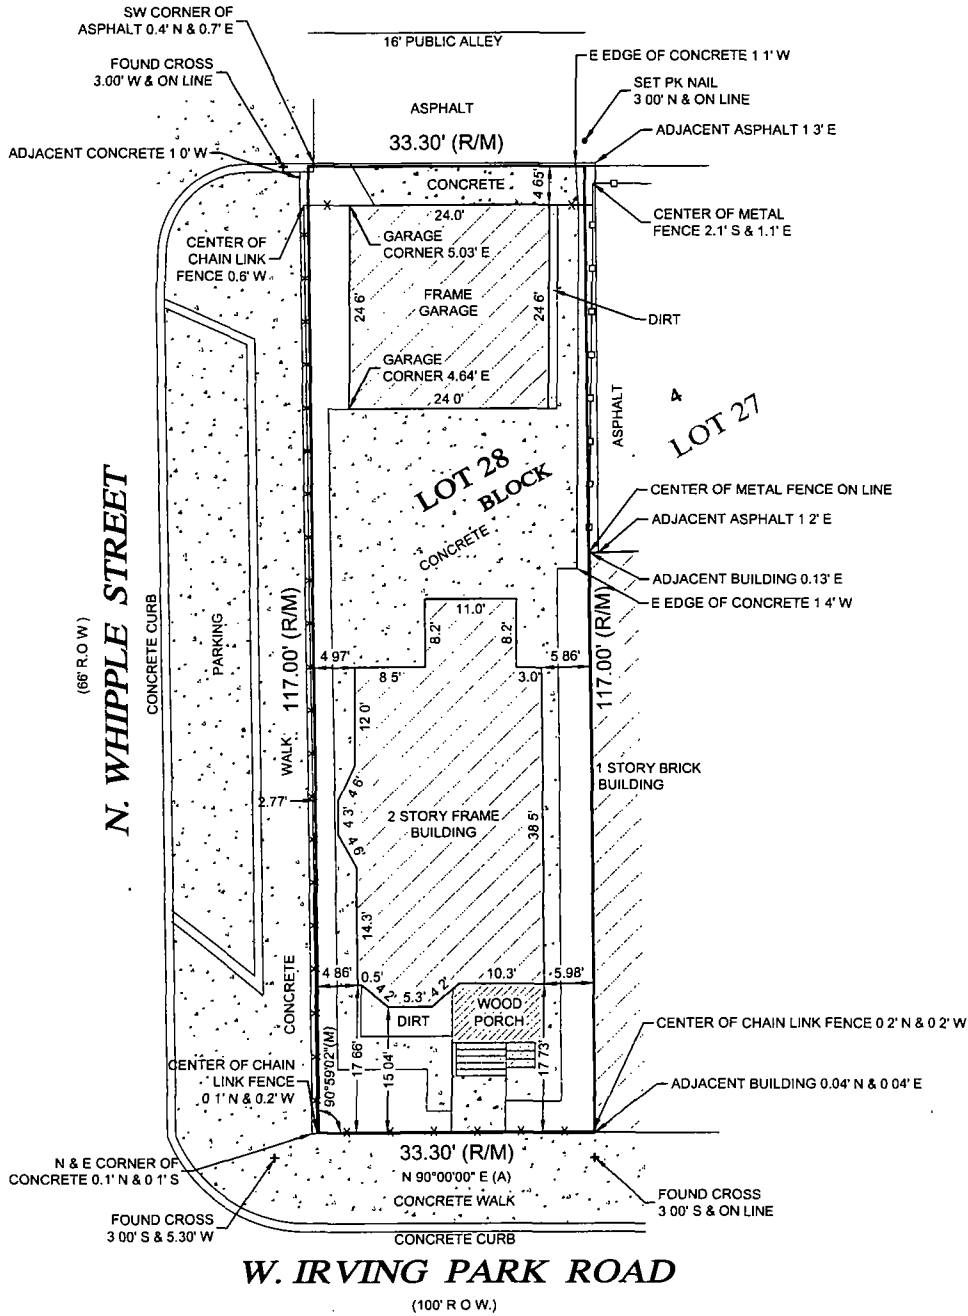 SW CORNER OF
ASPHALT 0.4' N & 0.7' E
16' PUBLIC ALLEY
E EDGE OF CONCRETE 1 1' W
FOUND CROSS
3.00' W & ON LINE
SET PK NAIL
3 00' N & ON LINE
ASPHALT
33.30' (R/M)
ADJACENT ASPHALT 1 3' E
ADJACENT CONCRETE 1 0' W
CONCRETE
4 65'
24.0'
CENTER OF METAL
FENCE 2.1' S & 1.1' E
CENTER OF
CHAIN LINK
FENCE 0.6' W
GARAGE
CORNER 5.03' E
FRAME
GARAGE
24 6'
24 6'
DIRT
GARAGE
CORNER 4.64' E
24 0'
ASPHALT
4
LOT 27
LOT 28
BLOCK
CONCRETE
CENTER OF METAL FENCE ON LINE
ADJACENT ASPHALT 1 2' E
ADJACENT BUILDING 0.13' E
E EDGE OF CONCRETE 1 4' W
N. WHIPPLE STREET
(66' R.O W )
CONCRETE CURB
PARKING
117.00' (R/M)
117.00' (R/M)
11.0'
8.2'
8.2'
4 97'
8 5'
3.0'
5 86'
12 0'
WALK
2.77'
4 6'
4 3'
4 6'
2 STORY FRAME
BUILDING
38 5'
1 STORY BRICK
BUILDING
14.3'
CONCRETE
4 86'
0.5'
4 2'
5.3'
4 2'
10.3'
5.98'
DIRT
WOOD
PORCH
17 66'
15 04'
17 73'
90°59'02"(M)
CENTER OF CHAIN LINK FENCE 0 2' N & 0 2' W
CENTER OF CHAIN
LINK FENCE
0 1' N & 0.2' W
ADJACENT BUILDING 0.04' N & 0 04' E
33.30' (R/M)
N 90°00'00" E (A)
N & E CORNER OF
CONCRETE 0.1' N & 0 1' S
CONCRETE WALK
FOUND CROSS
3 00' S & 5.30' W
FOUND CROSS
3 00' S & ON LINE
CONCRETE CURB
W. IRVING PARK ROAD
(100' R O W.)